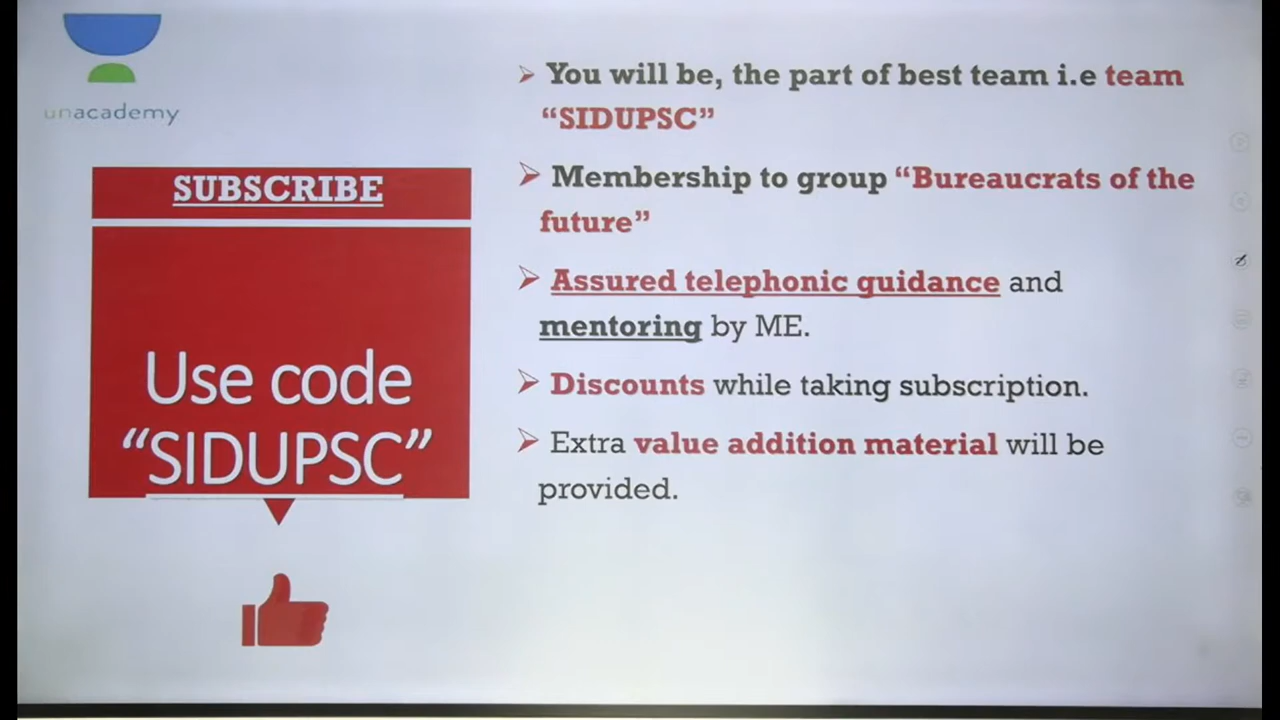 unacademy
SUBSCRIBE
Use code
“SIDUPSC”
➢ You will be, the part of best team i.e team
“SIDUPSC”
➢ Membership to group “Bureaucrats of the
future”
➢ Assured telephonic guidance and
mentoring by ME.
➢ Discounts while taking subscription.
➢ Extra value addition material will be
provided.